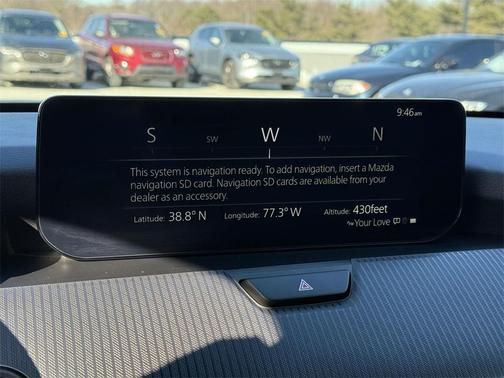 9:46am
S SW W NW N
This system is navigation ready. To add navigation, insert a Mazda
navigation SD card. Navigation SD cards are available from your
dealer as an accessory.
Latitude: 38.8° N Longitude: 77.3° W Altitude: 430feet
Your Love